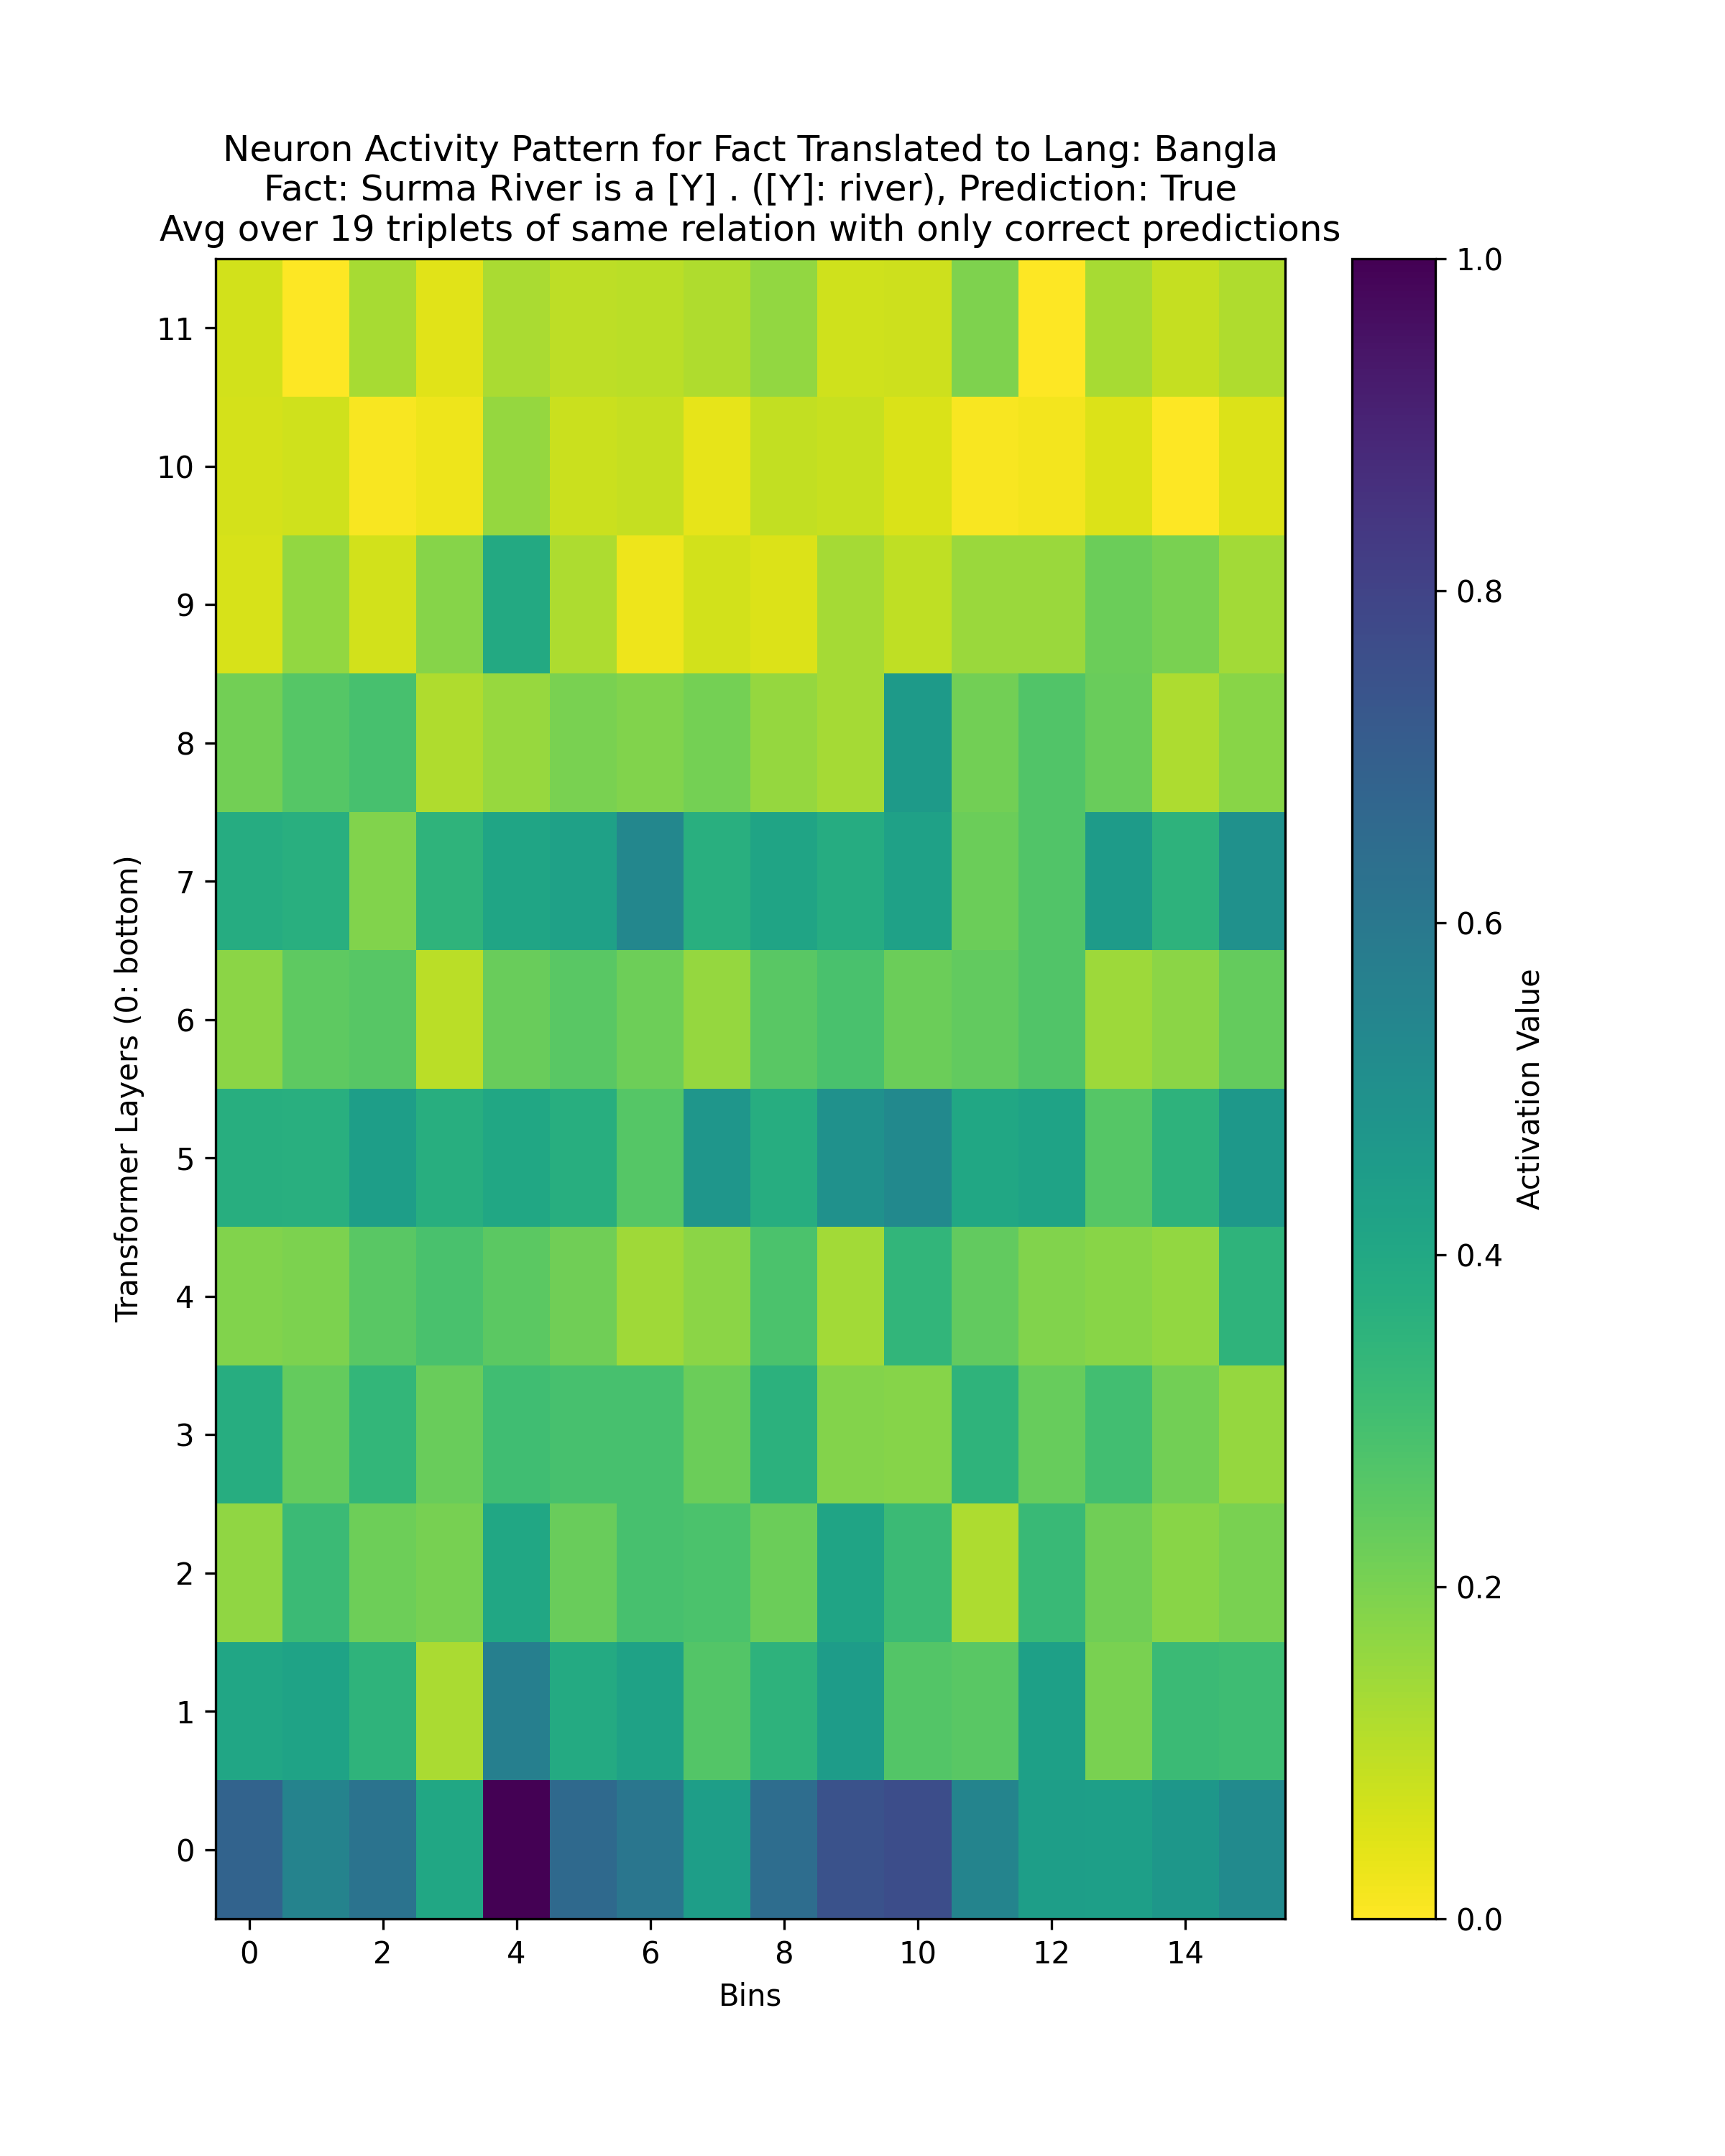 Neuron Activity Pattern for Fact Translated to Lang: Bangla
Fact: Surma River is a [Y] . ([Y]: river), Prediction: True
Avg over 19 triplets of same relation with only correct predictions
11
10
9
8
7
6
5
4
3
2
1
0
Transformer Layers (0: bottom)
0 2 4 6 8 10 12 14
Bins
1.0
0.8
0.6
0.4
0.2
0.0
Activation Value